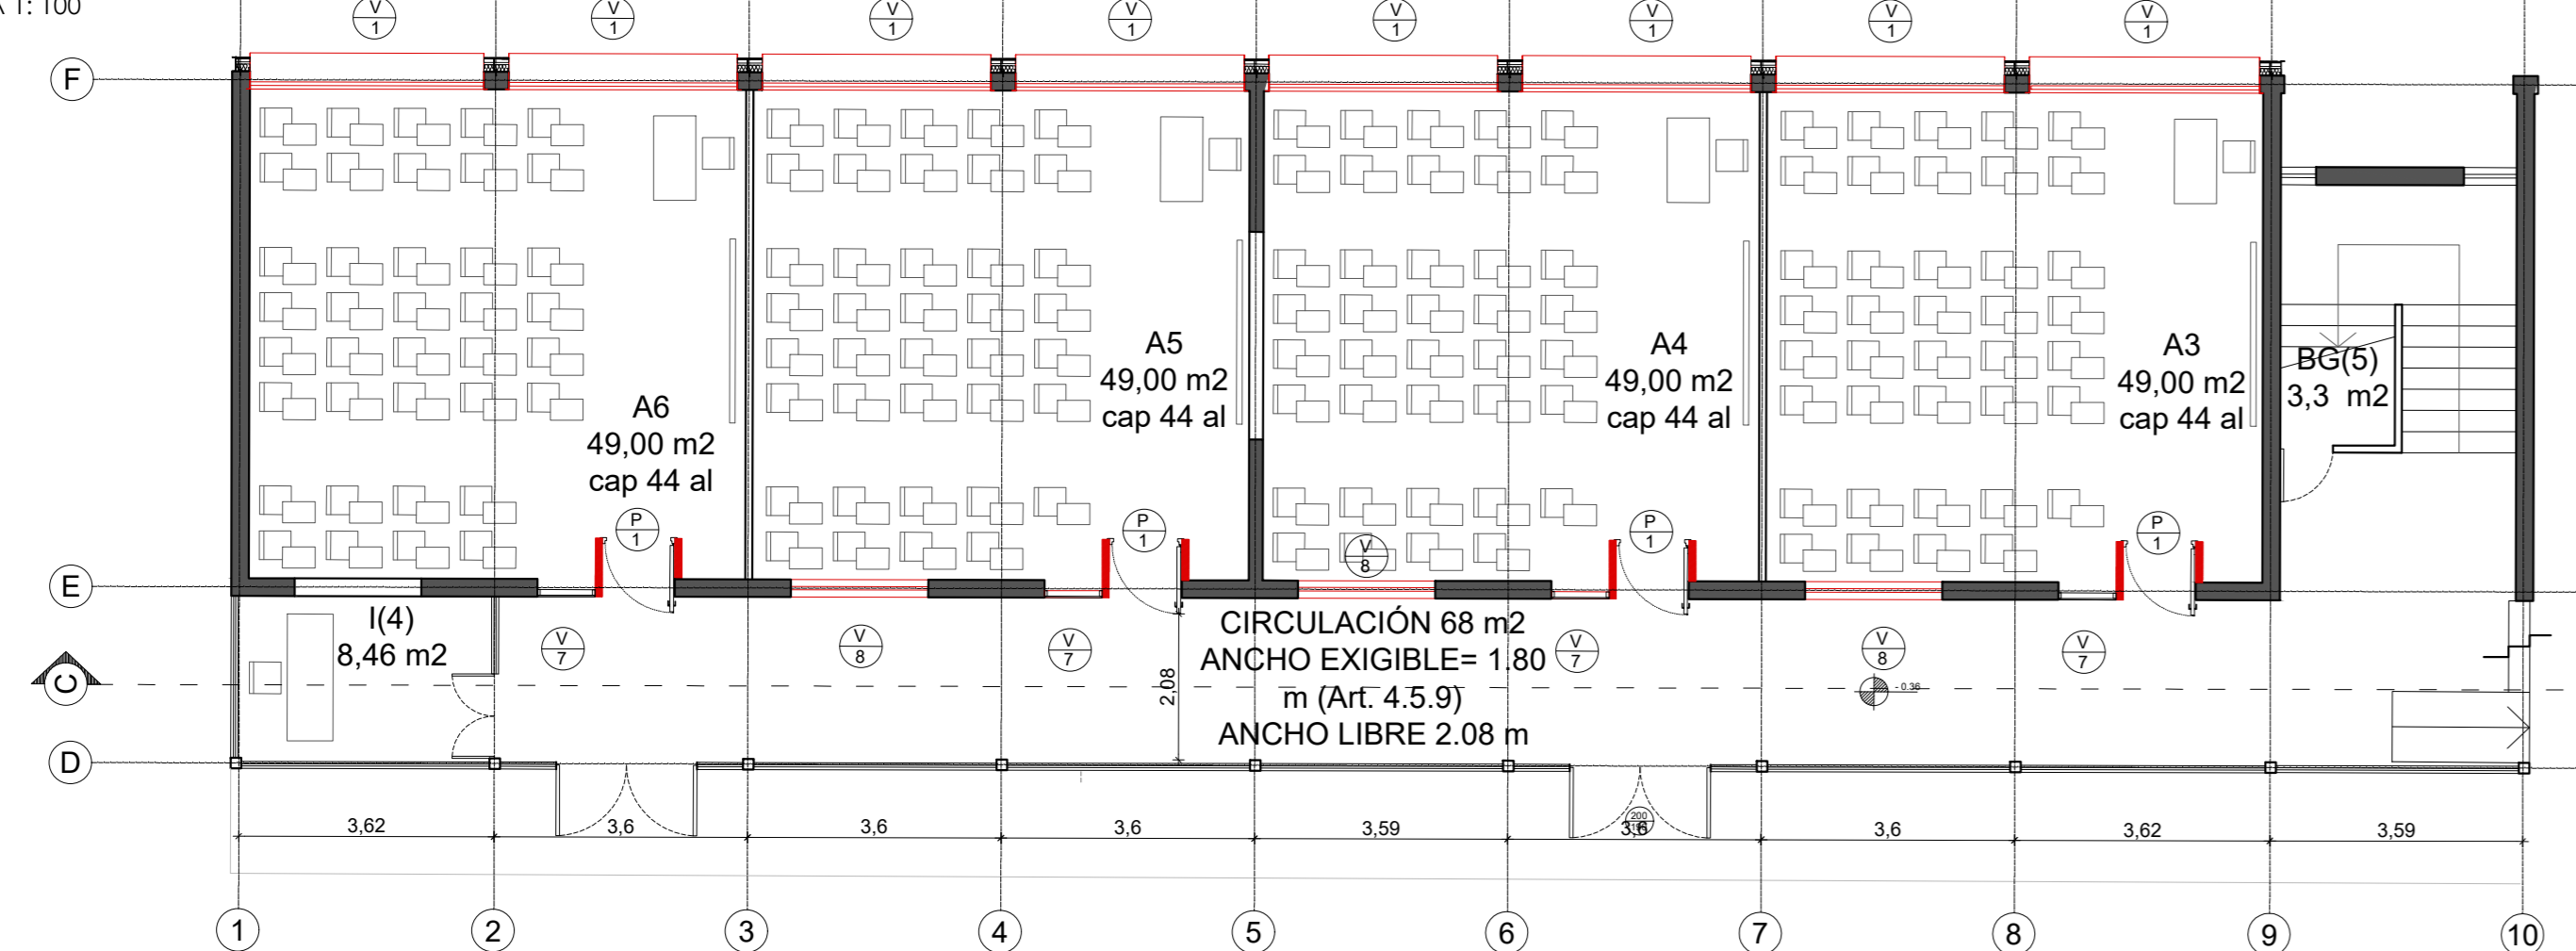 A 1: 100
V
1
V
1
V
1
V
1
V
1
V
1
V
1
V
1
F
A6
49,00 m2
cap 44 al
A5
49,00 m2
cap 44 al
A4
49,00 m2
cap 44 al
A3
49,00 m2
cap 44 al
BG(5)
3,3 m2
P
1
P
1
P
1
P
1
V
8
E
I(4)
8,46 m2
V
7
V
8
V
7
CIRCULACIÓN 68 m2
ANCHO EXIGIBLE= 1.80
m (Art. 4.5.9)
ANCHO LIBRE 2.08 m
2,08
V
7
V
8
V
7
C
- 0.36
D
200
3,62
3,6
3,6
3,6
3,59
3,6
3,6
3,62
3,59
1
2
3
4
5
6
7
8
9
10